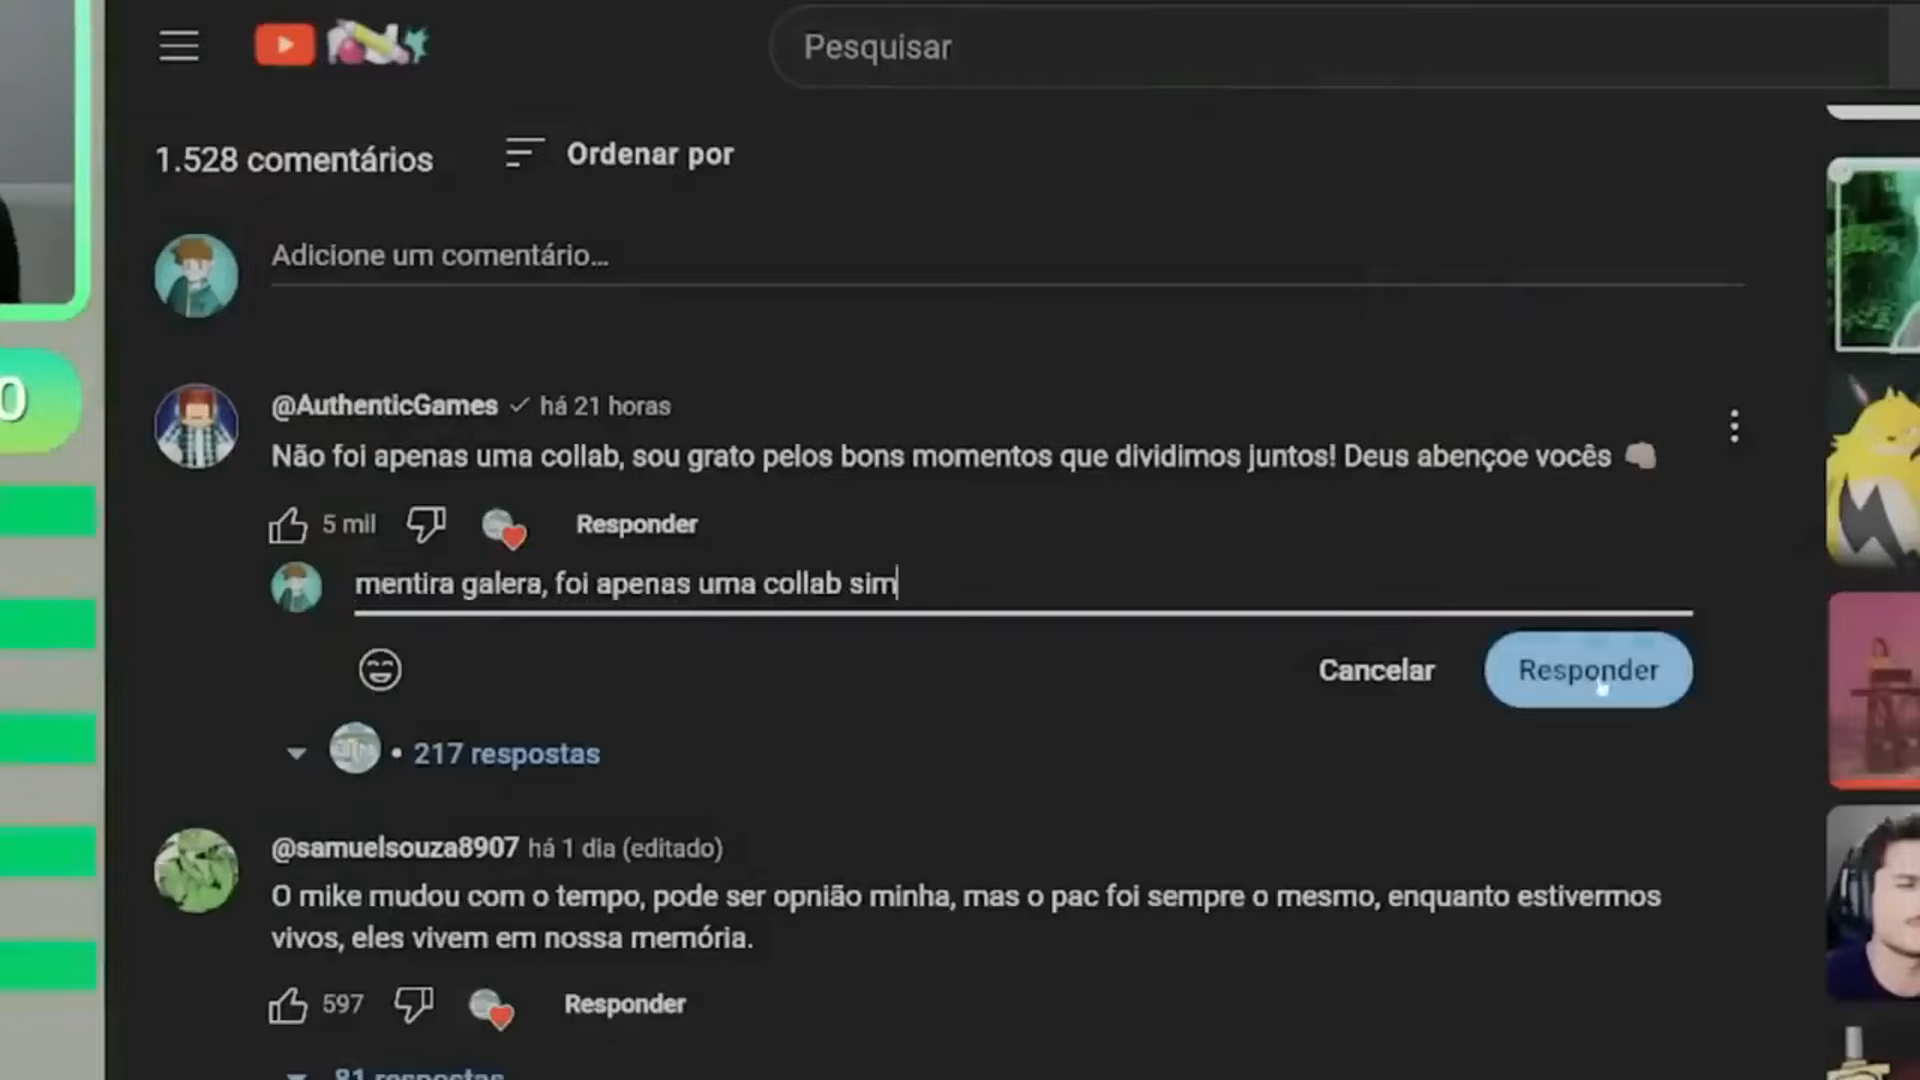 Pesquisar
1.528 comentários
Ordenar por
Adicione um comentário...
0
@AuthenticGames há 21 horas
Não foi apenas uma collab, sou grato pelos bons momentos que dividimos juntos! Deus abençoe vocês
5 mil
Responder
mentira galera, foi apenas uma collab sim
Cancelar
Responder
• 217 respostas
@samuelsouza8907 há 1 dia (editado)
O mike mudou com o tempo, pode ser opnião minha, mas o pac foi sempre o mesmo, enquanto estivermos
vivos, eles vivem em nossa memória.
597
Responder
81 respostas